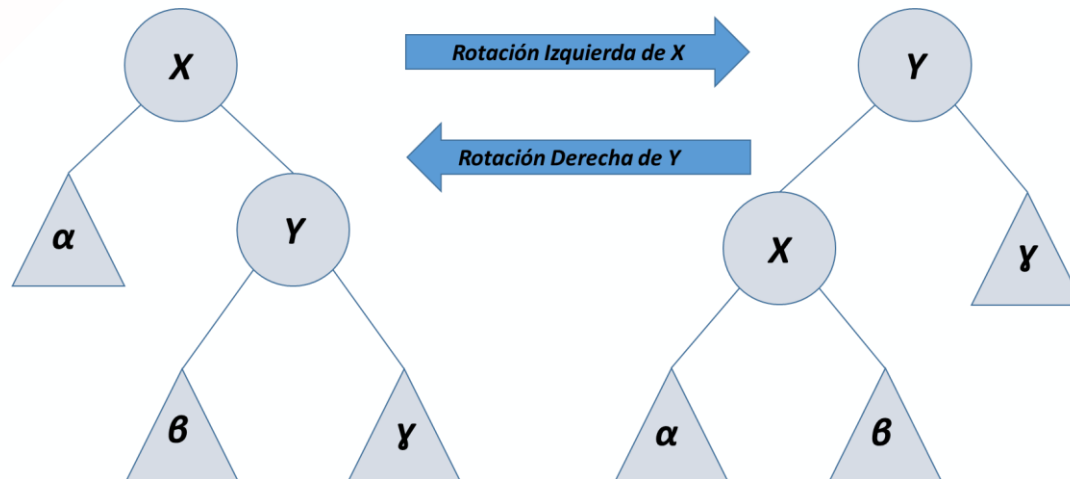 X
Rotación Izquierda de X
Y
Rotación Derecha de Y
α
Y
X
ɣ
β
ɣ
α
β